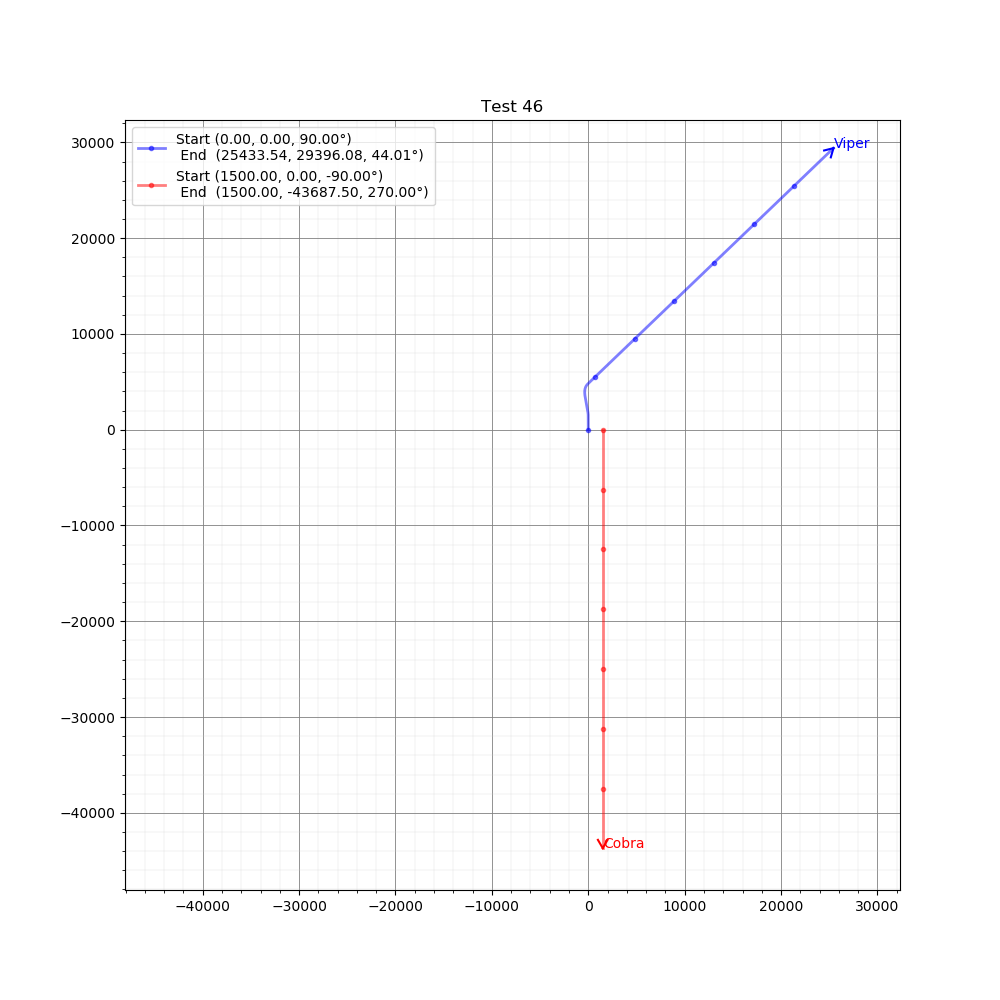 Test 46
Start (0.00, 0.00, 90.00°)
End  (25433.54, 29396.08, 44.01°)
Start (1500.00, 0.00, -90.00°)
End  (1500.00, -43687.50, 270.00°)
Viper
Cobra
30000
20000
10000
0
−10000
−20000
−30000
−40000
−40000 −30000 −20000 −10000 0 10000 20000 30000